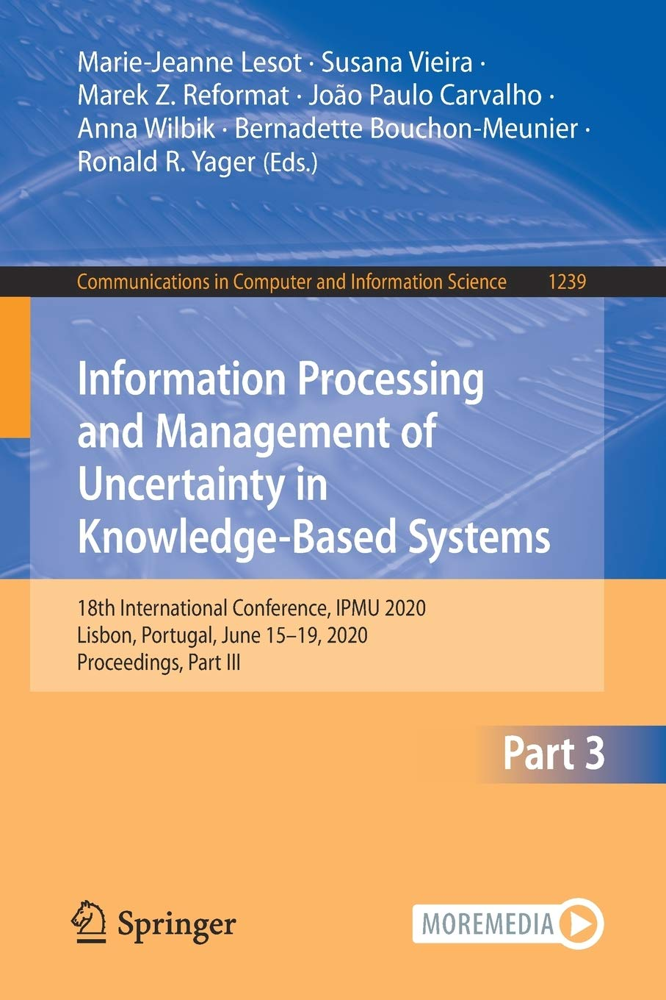 Marie-Jeanne Lesot · Susana Vieira ·
Marek Z. Reformat · João Paulo Carvalho ·
Anna Wilbik · Bernadette Bouchon-Meunier ·
Ronald R. Yager (Eds.)
Communications in Computer and Information Science 1239
Information Processing
and Management of
Uncertainty in
Knowledge-Based Systems
18th International Conference, IPMU 2020
Lisbon, Portugal, June 15–19, 2020
Proceedings, Part III
Part 3
Springer
MOREMEDIA